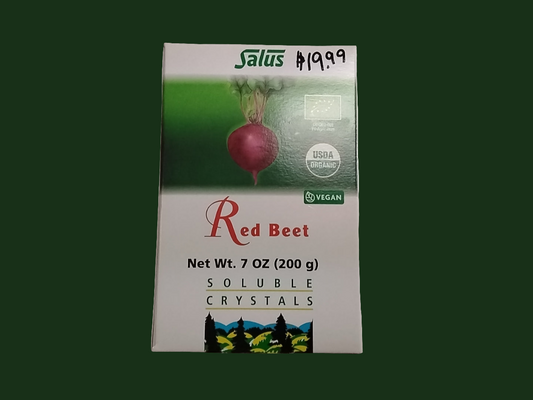 Salus $19.99
USDA
ORGANIC
VEGAN
Red Beet
Net Wt. 7 OZ (200 g)
SOLUBLE
CRYSTALS